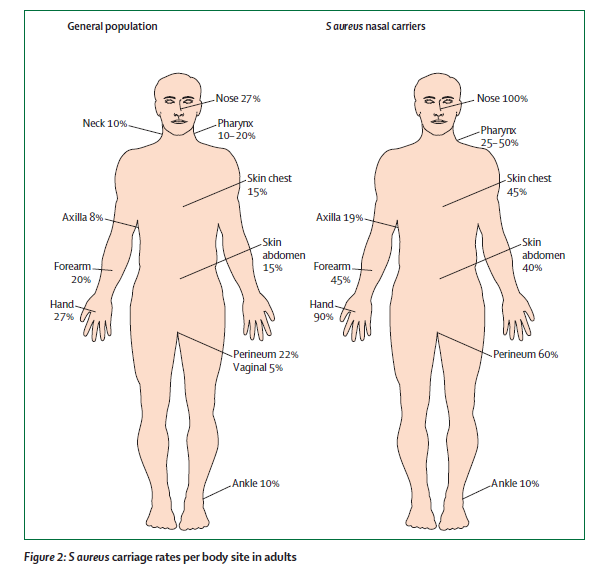 General population
Nose 27%
Neck 10%
Pharynx
10–20%
Skin chest
15%
Axilla 8%
Skin
abdomen
15%
Forearm
20%
Hand
27%
Perineum 22%
Vaginal 5%
Ankle 10%
S aureus nasal carriers
Nose 100%
Pharynx
25–50%
Skin chest
45%
Axilla 19%
Skin
abdomen
40%
Forearm
45%
Hand
90%
Perineum 60%
Ankle 10%
Figure 2: S aureus carriage rates per body site in adults